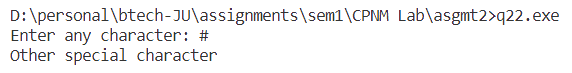 D:\personal\btech-JU\assignments\sem1\CPNM Lab\asgmt2>q22.exe
Enter any character: #
Other special character